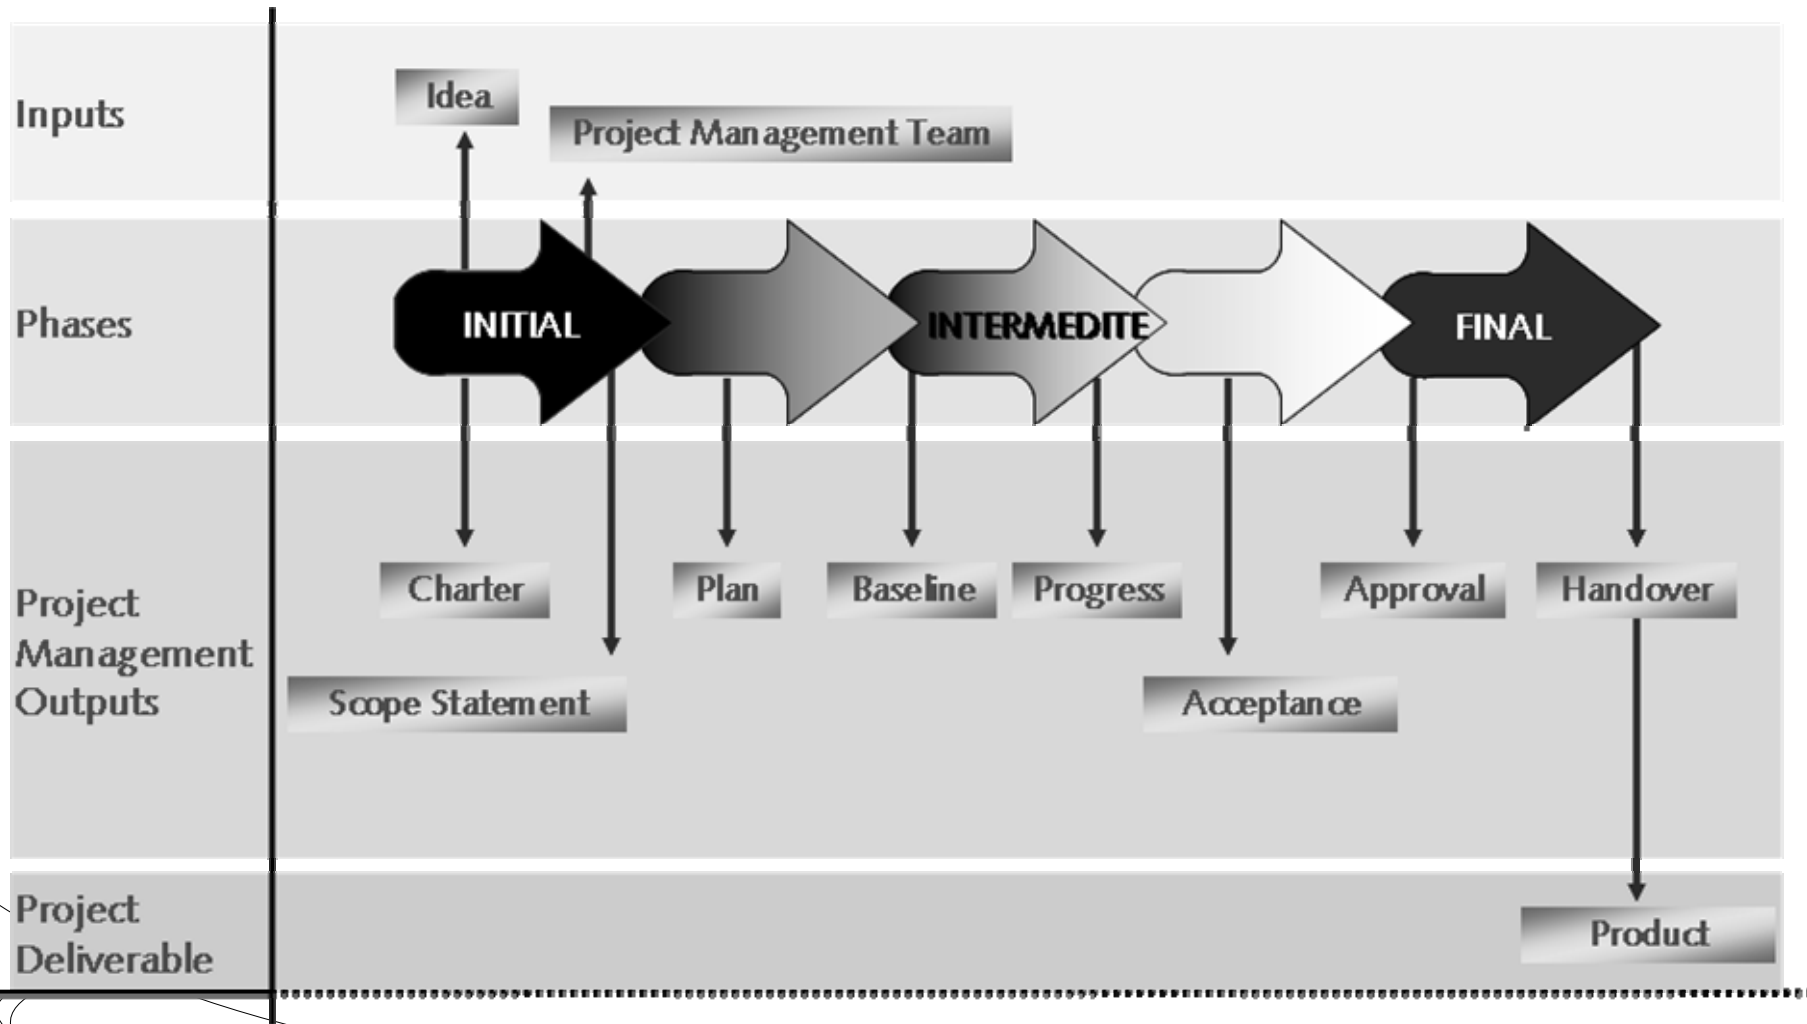 Inputs
Idea
Project Management Team
Phases
INITIAL
INTERMEDITE
FINAL
Project
Management
Outputs
Charter
Plan
Baseline
Progress
Approval
Handover
Scope Statement
Acceptance
Project
Deliverable
Product